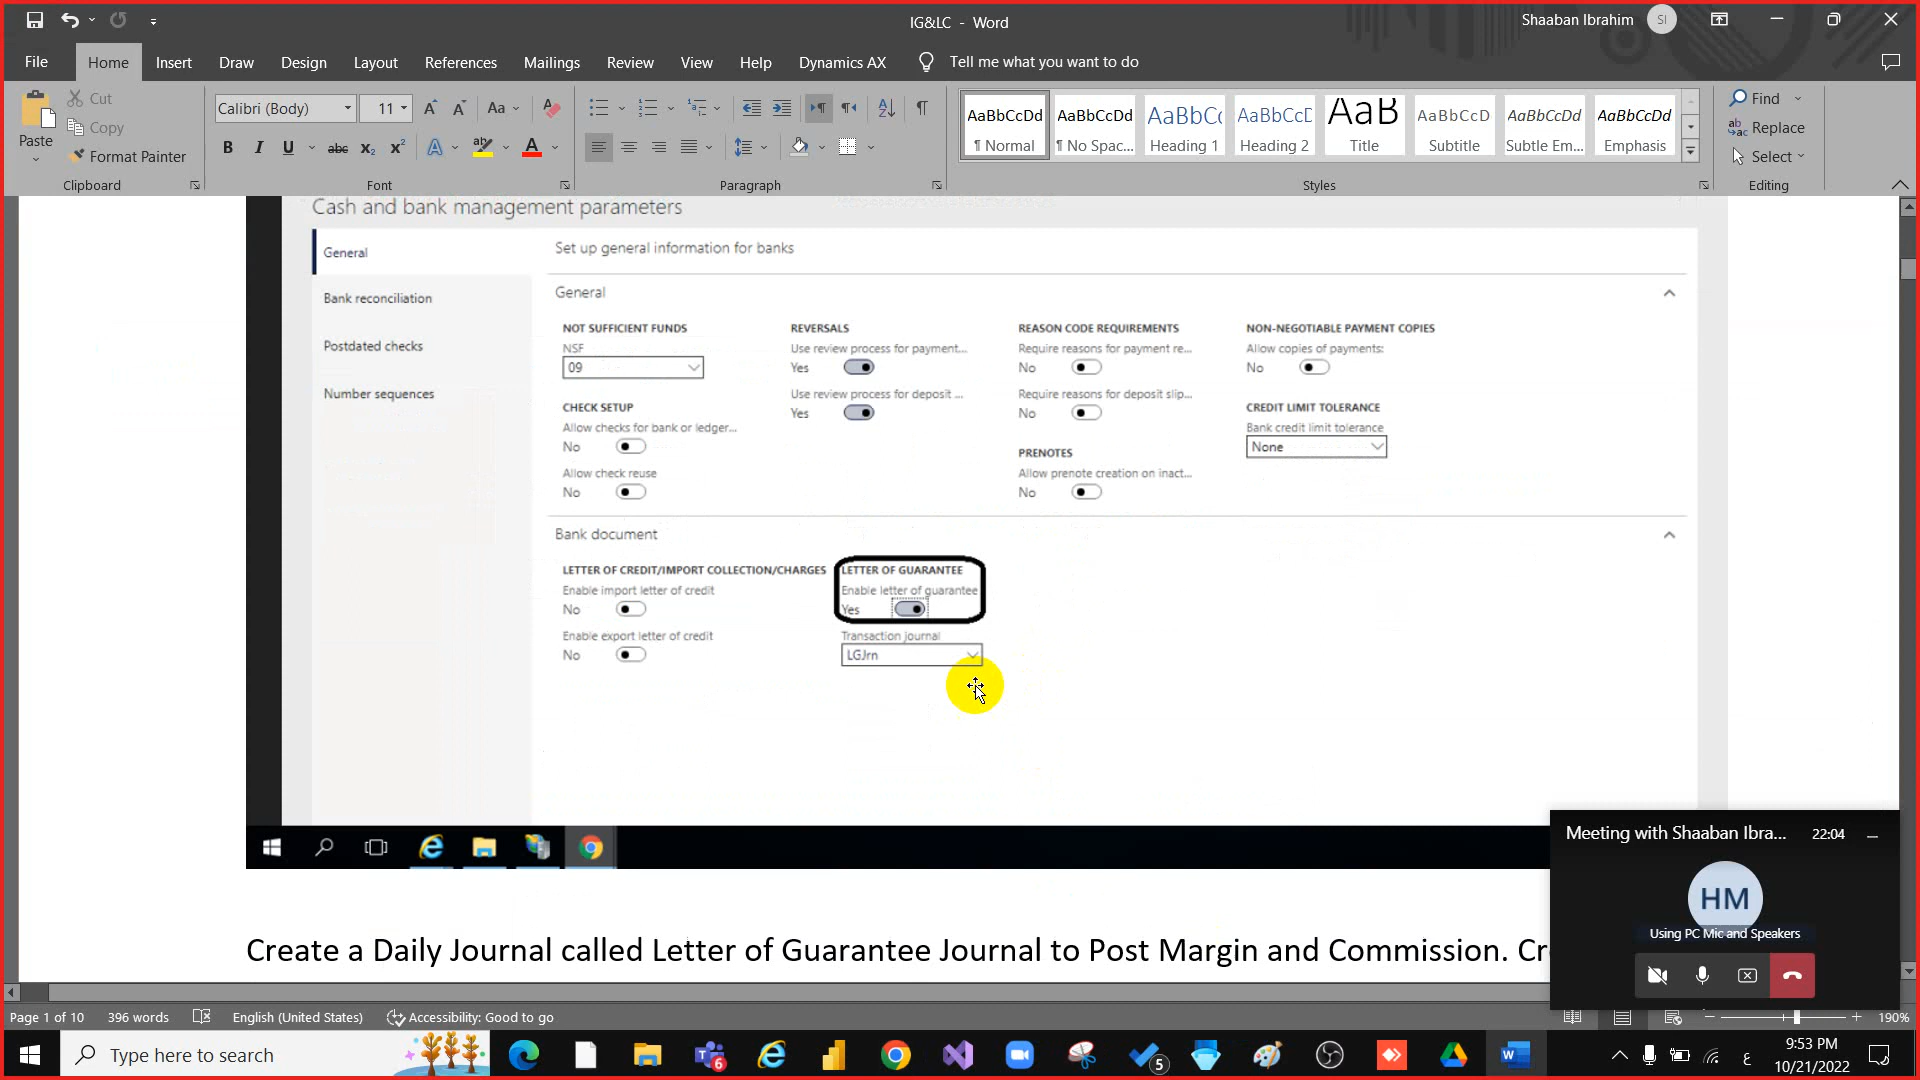 IG&LC - Word
Shaaban Ibrahim
SI
File
Home
Insert
Draw
Design
Layout
References
Mailings
Review
View
Help
Dynamics AX
Tell me what you want to do
Paste
Cut
Copy
Format Painter
Clipboard
Calibri (Body)
11
Font
Paragraph
AaBbCcDd
¶ Normal
AaBbCcDd
¶ No Spac...
AaBbCc
Heading 1
AaBbCcD
Heading 2
AaB
Title
AaBbCcD
Subtitle
AaBbCcDd
Subtle Em...
AaBbCcDd
Emphasis
Styles
Find
Replace
Select
Editing
Cash and bank management parameters
General
Bank reconciliation
Postdated checks
Number sequences
Set up general information for banks
General
NOT SUFFICIENT FUNDS
NSF
09
CHECK SETUP
Allow checks for bank or ledger...
No
Allow check reuse
No
REVERSALS
Use review process for payment...
Yes
Use review process for deposit ...
Yes
REASON CODE REQUIREMENTS
Require reasons for payment re...
No
Require reasons for deposit slip...
No
PRENOTES
Allow prenote creation on inact...
No
NON-NEGOTIABLE PAYMENT COPIES
Allow copies of payments:
No
CREDIT LIMIT TOLERANCE
Bank credit limit tolerance
None
Bank document
LETTER OF CREDIT/IMPORT COLLECTION/CHARGES
Enable import letter of credit
No
Enable export letter of credit
No
LETTER OF GUARANTEE
Enable letter of guarantee
Yes
Transaction journal
LGJrn
Create a Daily Journal called Letter of Guarantee Journal to Post Margin and Commission. Cr
Meeting with Shaaban Ibra...
22:04
HM
Using PC Mic and Speakers
Page 1 of 10
396 words
English (United States)
Accessibility: Good to go
190%
Type here to search
6
5
ع
9:53 PM
10/21/2022